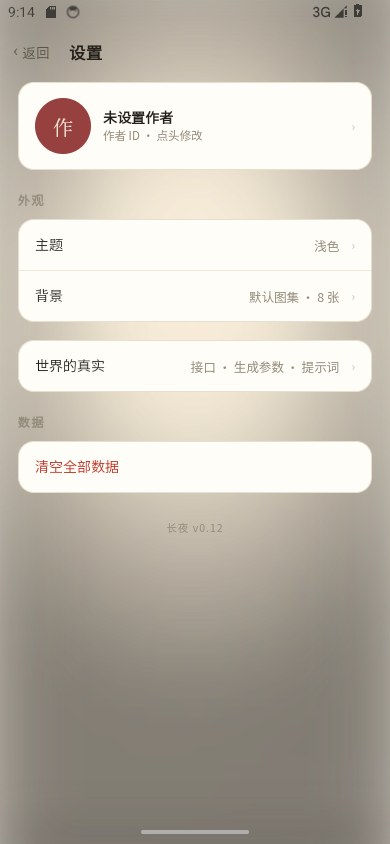 9:14
3G
‹ 返回 设置
作
未设置作者
作者 ID · 点头修改
›
外观
主题 浅色 ›
背景 默认图集 · 8 张 ›
世界的真实 接口 · 生成参数 · 提示词 ›
数据
清空全部数据
长夜 v0.12